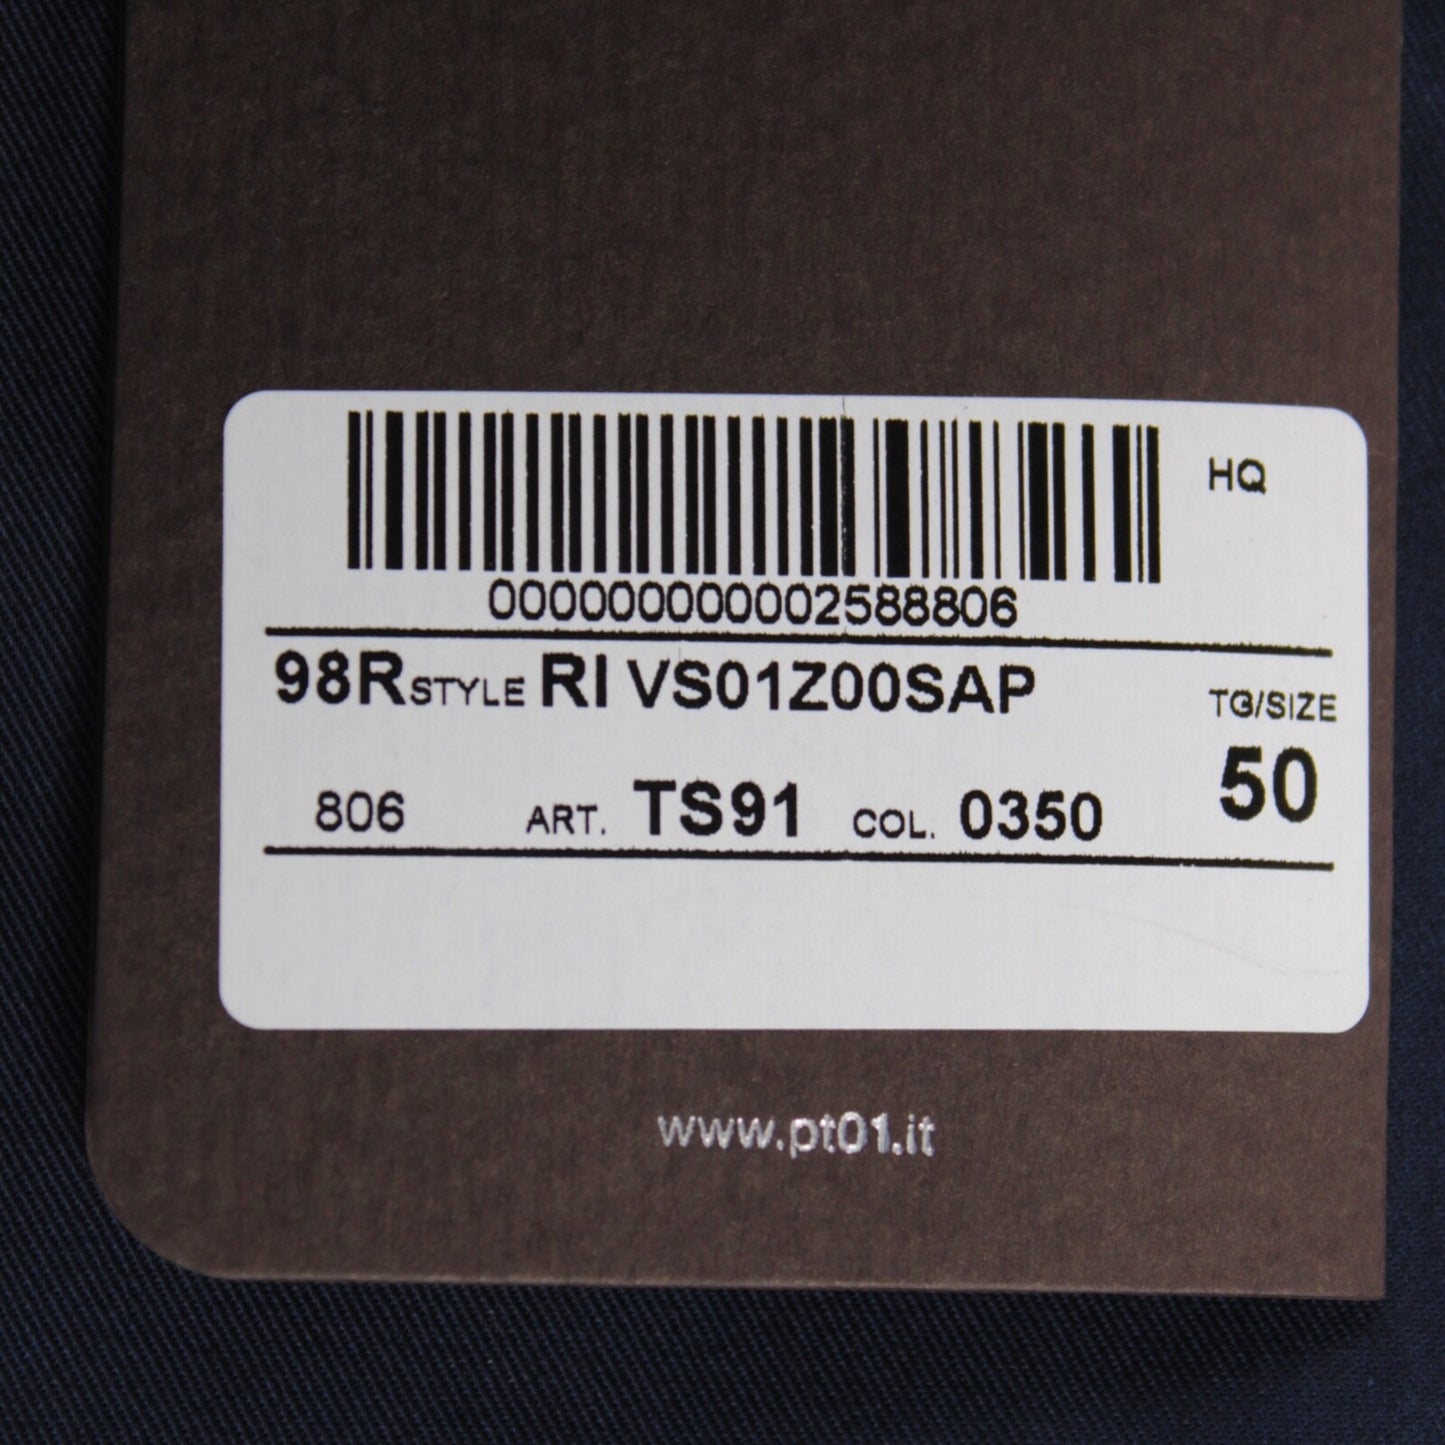 HQ
000000000002588806
98R STYLE RI VS01Z00SAP
TG/SIZE
50
806 ART. TS91 COL. 0350
www.pt01.it